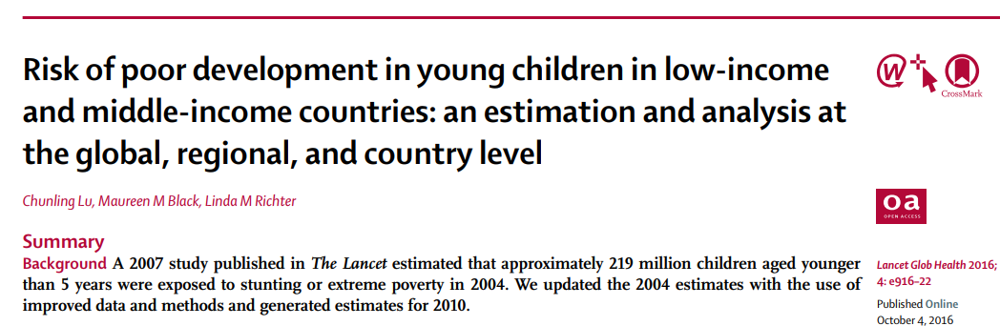 Risk of poor development in young children in low-income
and middle-income countries: an estimation and analysis at
the global, regional, and country level
W
CrossMark
Chunling Lu, Maureen M Black, Linda M Richter
oa
OPEN ACCESS
Summary
Background A 2007 study published in The Lancet estimated that approximately 219 million children aged younger
than 5 years were exposed to stunting or extreme poverty in 2004. We updated the 2004 estimates with the use of
improved data and methods and generated estimates for 2010.
Lancet Glob Health 2016;
4: e916–22
Published Online
October 4, 2016